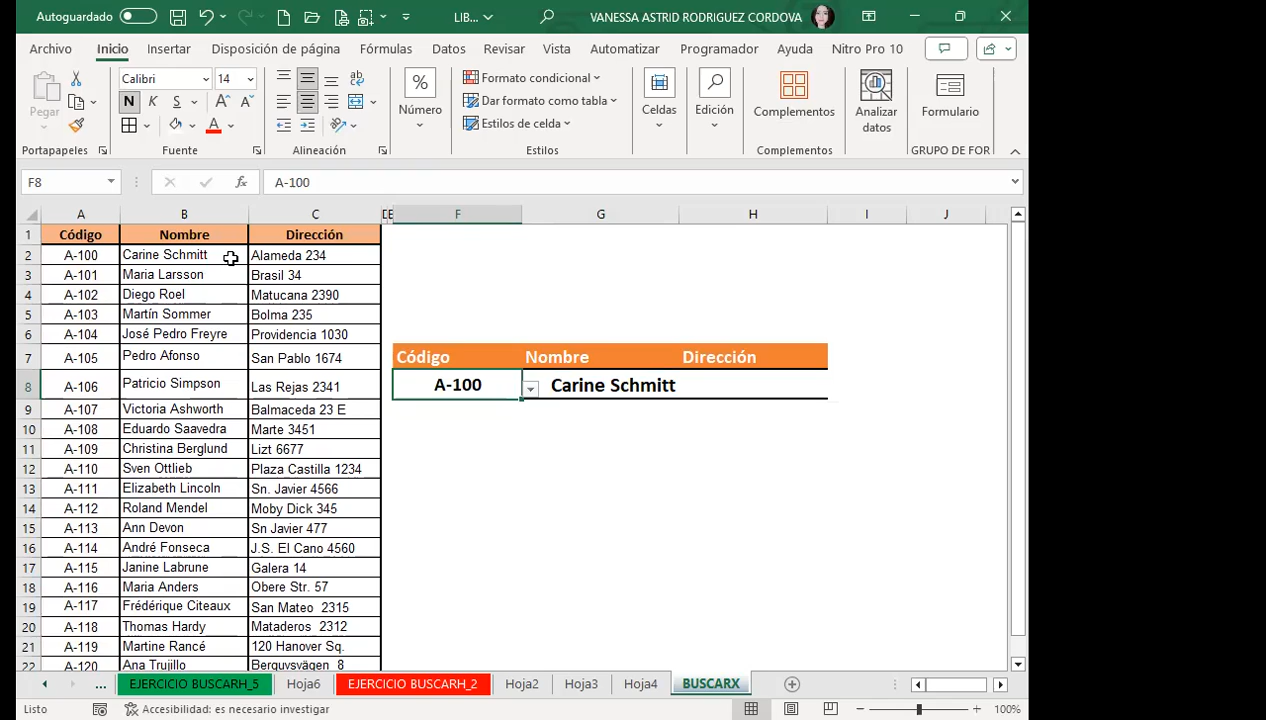 Autoguardado LIB... VANESSA ASTRID RODRIGUEZ CORDOVA
Archivo Inicio Insertar Disposición de página Fórmulas Datos Revisar Vista Automatizar Programador Ayuda Nitro Pro 10
Pegar
Calibri 14
N K S
Número
Formato condicional
Dar formato como tabla
Estilos de celda
Celdas
Edición
Complementos
Analizar datos
Formulario
Portapapeles Fuente Alineación Estilos Complementos GRUPO DE FOR
F8 fx A-100
A B C D E F G H I J
1 Código Nombre Dirección
2 A-100 Carine Schmitt Alameda 234
3 A-101 Maria Larsson Brasil 34
4 A-102 Diego Roel Matucana 2390
5 A-103 Martín Sommer Bolma 235
6 A-104 José Pedro Freyre Providencia 1030
7 A-105 Pedro Afonso San Pablo 1674 Código Nombre Dirección
8 A-106 Patricio Simpson Las Rejas 2341 A-100 Carine Schmitt
9 A-107 Victoria Ashworth Balmaceda 23 E
10 A-108 Eduardo Saavedra Marte 3451
11 A-109 Christina Berglund Lizt 6677
12 A-110 Sven Ottlieb Plaza Castilla 1234
13 A-111 Elizabeth Lincoln Sn. Javier 4566
14 A-112 Roland Mendel Moby Dick 345
15 A-113 Ann Devon Sn Javier 477
16 A-114 André Fonseca J.S. El Cano 4560
17 A-115 Janine Labrune Galera 14
18 A-116 Maria Anders Obere Str. 57
19 A-117 Frédérique Citeaux San Mateo 2315
20 A-118 Thomas Hardy Mataderos 2312
21 A-119 Martine Rancé 120 Hanover Sq.
22 A-120 Ana Trujillo Berguvsvägen 8
... EJERCICIO BUSCARH_5 Hoja6 EJERCICIO BUSCARH_2 Hoja2 Hoja3 Hoja4 BUSCARX
Listo Accesibilidad: es necesario investigar 100%